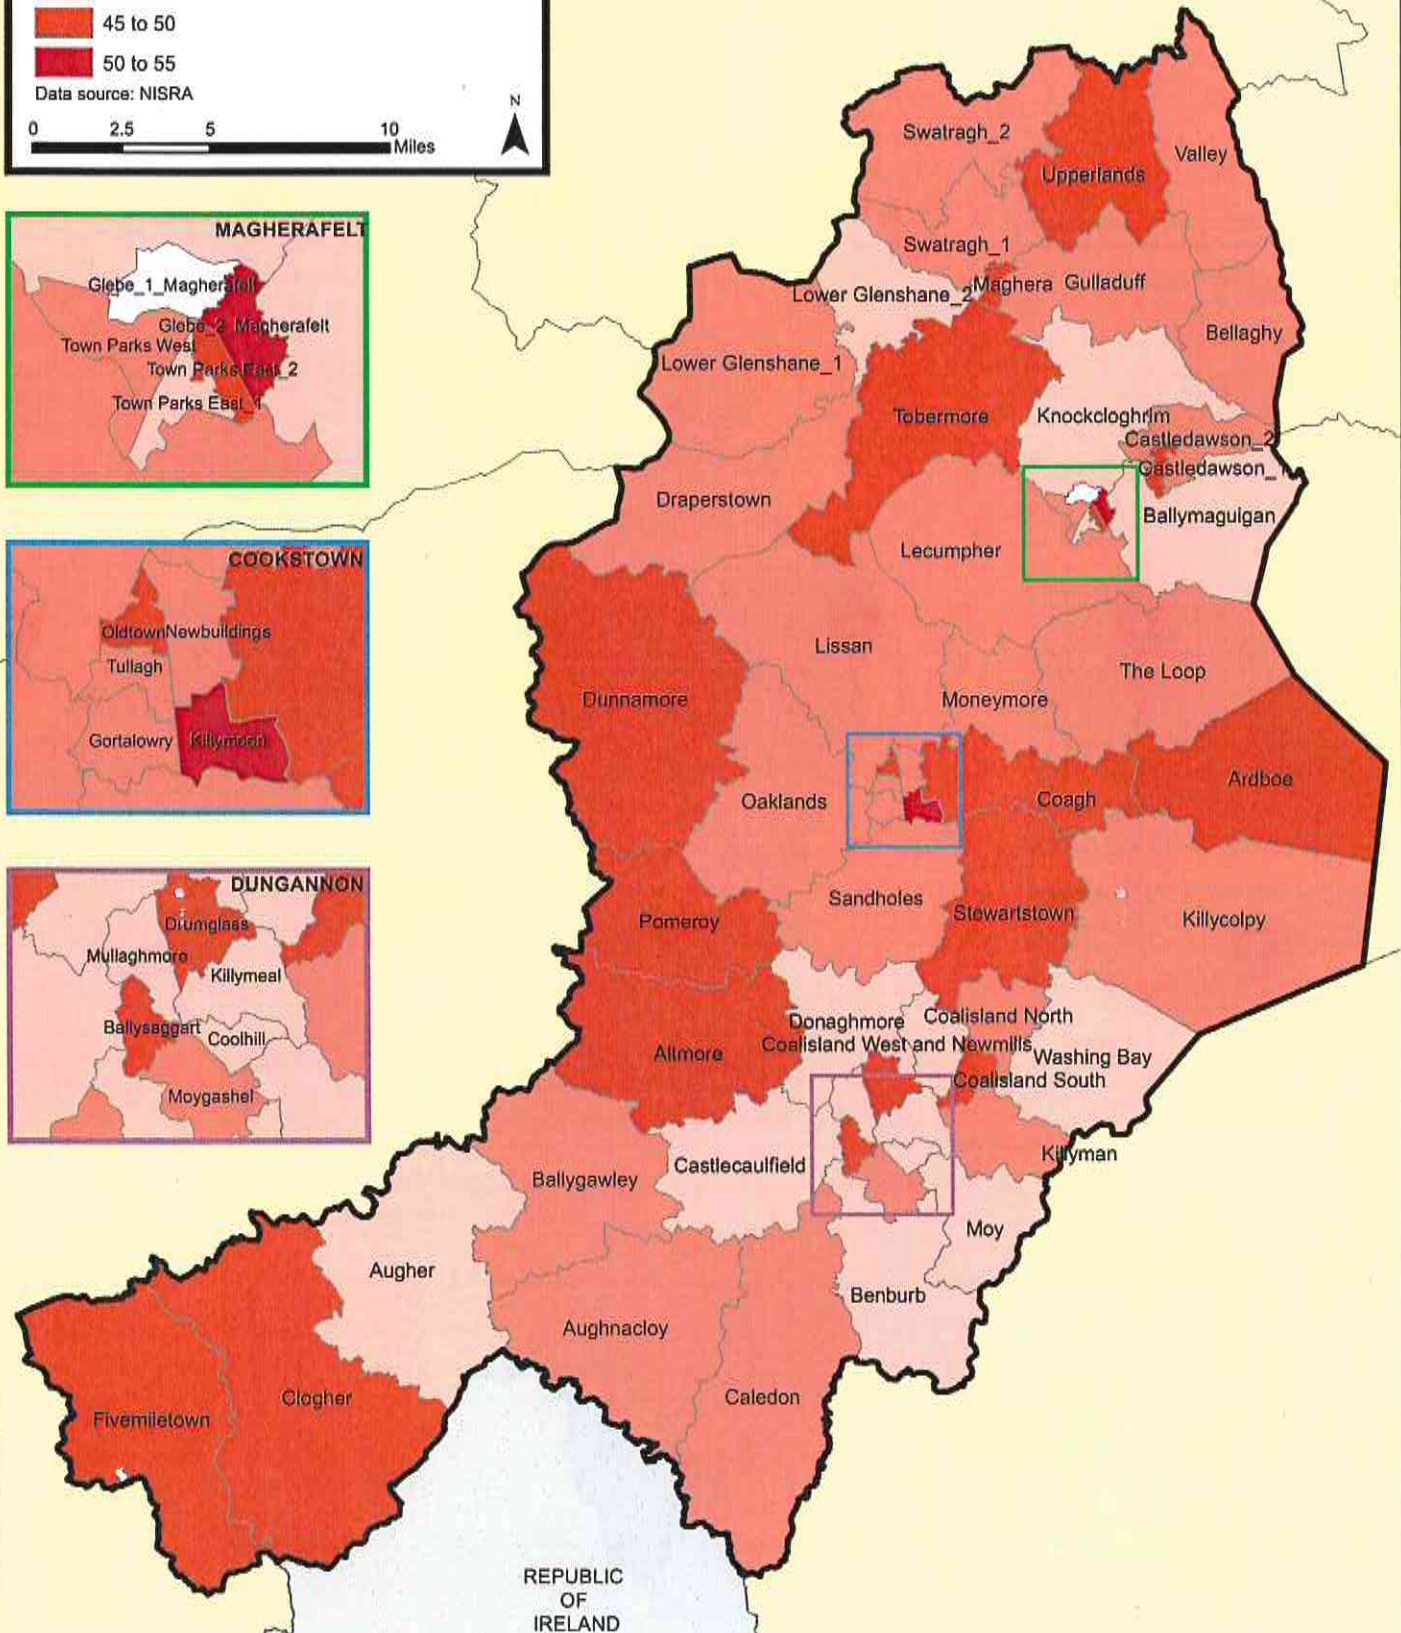 45 to 50
50 to 55
Data source: NISRA
0 2.5 5 10
Miles
N
MAGHERAFELT
Glebe_1_Magherafelt
Glebe_2_Magherafelt
Town Parks West
Town Parks East_2
Town Parks East_1
COOKSTOWN
Oldtown
Newbuildings
Tullagh
Gortalowry
Killymoon
DUNGANNON
Drumglass
Mullaghmore
Killymeal
Ballysaggart
Coolhill
Moygashel
Swatragh_2
Valley
Upperlands
Swatragh_1
Maghera
Gulladuff
Lower Glenshane_2
Bellaghy
Lower Glenshane_1
Tobermore
Knockcloghrim
Castledawson_2
Castledawson_1
Draperstown
Ballymaguigan
Lecumpher
Lissan
The Loop
Dunnamore
Moneymore
Ardboe
Oaklands
Coagh
Sandholes
Stewartstown
Killycolpy
Pomeroy
Donaghmore
Coalisland North
Coalisland West and Newmills
Altmore
Washing Bay
Coalisland South
Killyman
Castlecaulfield
Ballygawley
Moy
Augher
Benburb
Aughnacloy
Clogher
Caledon
Fivemiletown
REPUBLIC
OF
IRELAND